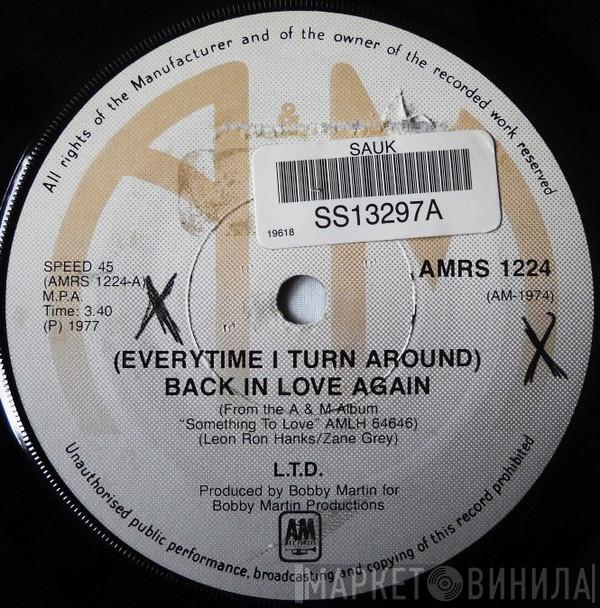 All rights of the Manufacturer and of the owner of the recorded work reserved
&
SAUK
SS13297A
19618
SPEED 45
(AMRS 1224-A)
M.P.A.
Time: 3.40
(P) 1977
AMRS 1224
(AM-1974)
X
X
(EVERYTIME I TURN AROUND)
BACK IN LOVE AGAIN
(From the A & M Album
"Something To Love" AMLH 64646)
(Leon Ron Hanks/Zane Grey)
L.T.D.
Produced by Bobby Martin for
Bobby Martin Productions
AM
RECORDS
Unauthorised public performance, broadcasting and copying of this record prohibited
МАРКЕТ ВИНИЛА